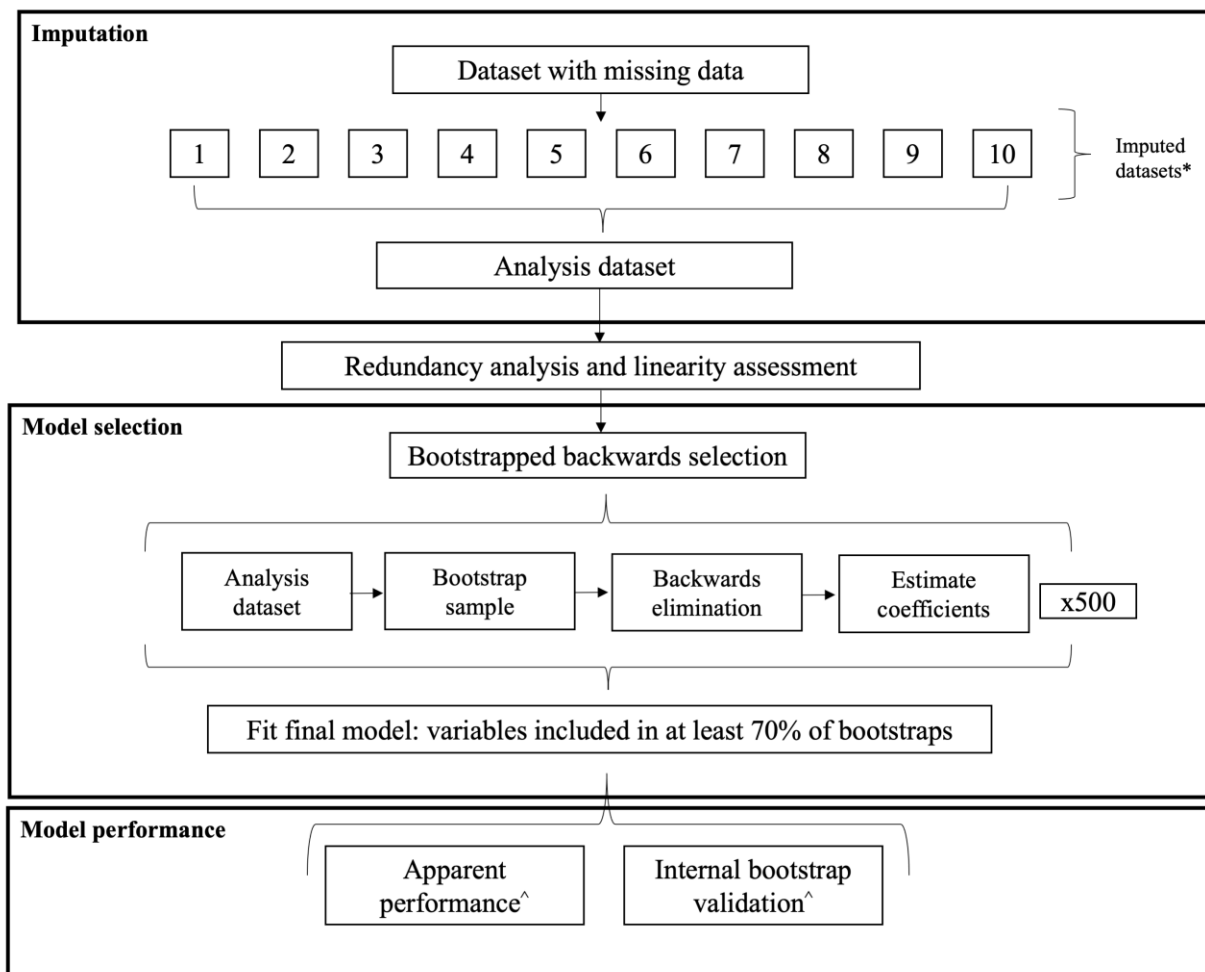 Imputation
Dataset with missing data
1 2 3 4 5 6 7 8 9 10
Imputed
datasets*
Analysis dataset
Redundancy analysis and linearity assessment
Model selection
Bootstrapped backwards selection
Analysis
dataset
Bootstrap
sample
Backwards
elimination
Estimate
coefficients
x500
Fit final model: variables included in at least 70% of bootstraps
Model performance
Apparent
performance^
Internal bootstrap
validation^